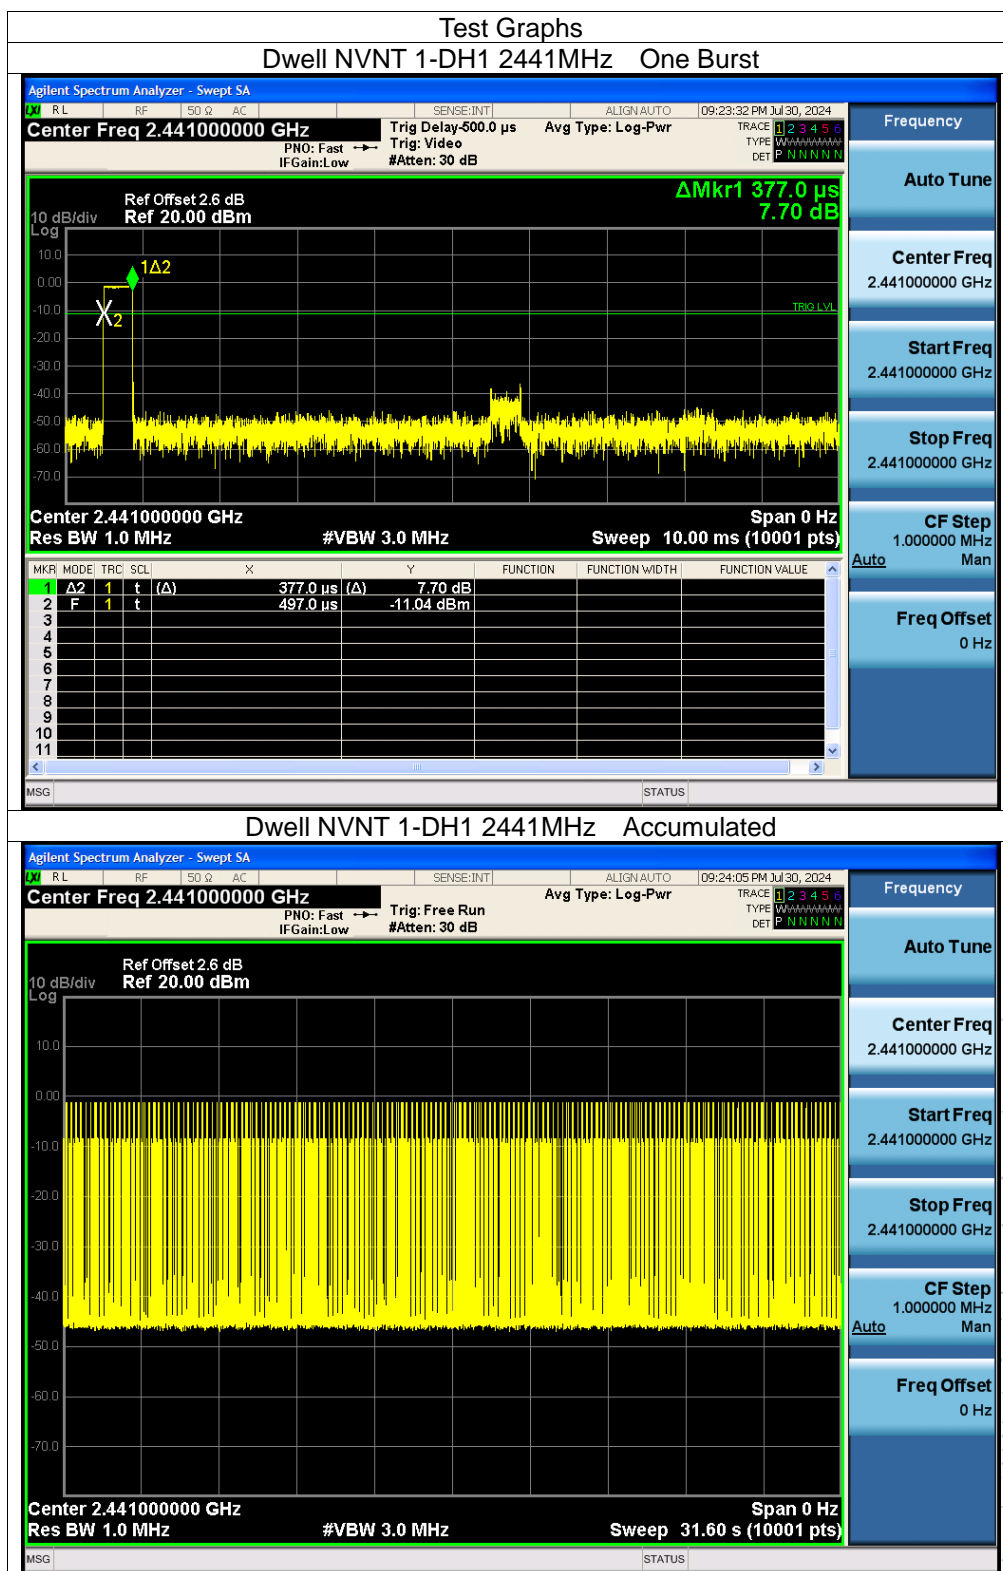 Test Graphs
Dwell NVNT 1-DH1 2441MHz One Burst
Agilent Spectrum Analyzer - Swept SA
LXI RL RF 50 Ω AC SENSE:INT ALIGN AUTO 09:23:32 PM Jul 30, 2024
Center Freq 2.441000000 GHz
Trig Delay-500.0 µs Avg Type: Log-Pwr TRACE 1 2 3 4 5 6
PNO: Fast Trig: Video TYPE WWWWWW
IFGain:Low #Atten: 30 dB DET P N N N N N
Frequency
Auto Tune
Center Freq
2.441000000 GHz
Start Freq
2.441000000 GHz
Stop Freq
2.441000000 GHz
CF Step
1.000000 MHz
Auto Man
Freq Offset
0 Hz
ΔMkr1 377.0 µs
7.70 dB
Ref Offset 2.6 dB
10 dB/div Ref 20.00 dBm
Log
10.0
0.00
-10.0
-20.0
-30.0
-40.0
-50.0
-60.0
-70.0
1Δ2
X2
TRIG LVL
Center 2.441000000 GHz Span 0 Hz
Res BW 1.0 MHz #VBW 3.0 MHz Sweep 10.00 ms (10001 pts)
MKR MODE TRC SCL X Y FUNCTION FUNCTION WIDTH FUNCTION VALUE
1 Δ2 1 t (Δ) 377.0 µs (Δ) 7.70 dB
2 F 1 t 497.0 µs -11.04 dBm
3
4
5
6
7
8
9
10
11
MSG STATUS
Dwell NVNT 1-DH1 2441MHz Accumulated
Agilent Spectrum Analyzer - Swept SA
LXI RL RF 50 Ω AC SENSE:INT ALIGN AUTO 09:24:05 PM Jul 30, 2024
Center Freq 2.441000000 GHz
Avg Type: Log-Pwr TRACE 1 2 3 4 5 6
PNO: Fast Trig: Free Run TYPE WWWWWW
IFGain:Low #Atten: 30 dB DET P N N N N N
Frequency
Auto Tune
Center Freq
2.441000000 GHz
Start Freq
2.441000000 GHz
Stop Freq
2.441000000 GHz
CF Step
1.000000 MHz
Auto Man
Freq Offset
0 Hz
Ref Offset 2.6 dB
10 dB/div Ref 20.00 dBm
Log
10.0
0.00
-10.0
-20.0
-30.0
-40.0
-50.0
-60.0
-70.0
Center 2.441000000 GHz Span 0 Hz
Res BW 1.0 MHz #VBW 3.0 MHz Sweep 31.60 s (10001 pts)
MSG STATUS